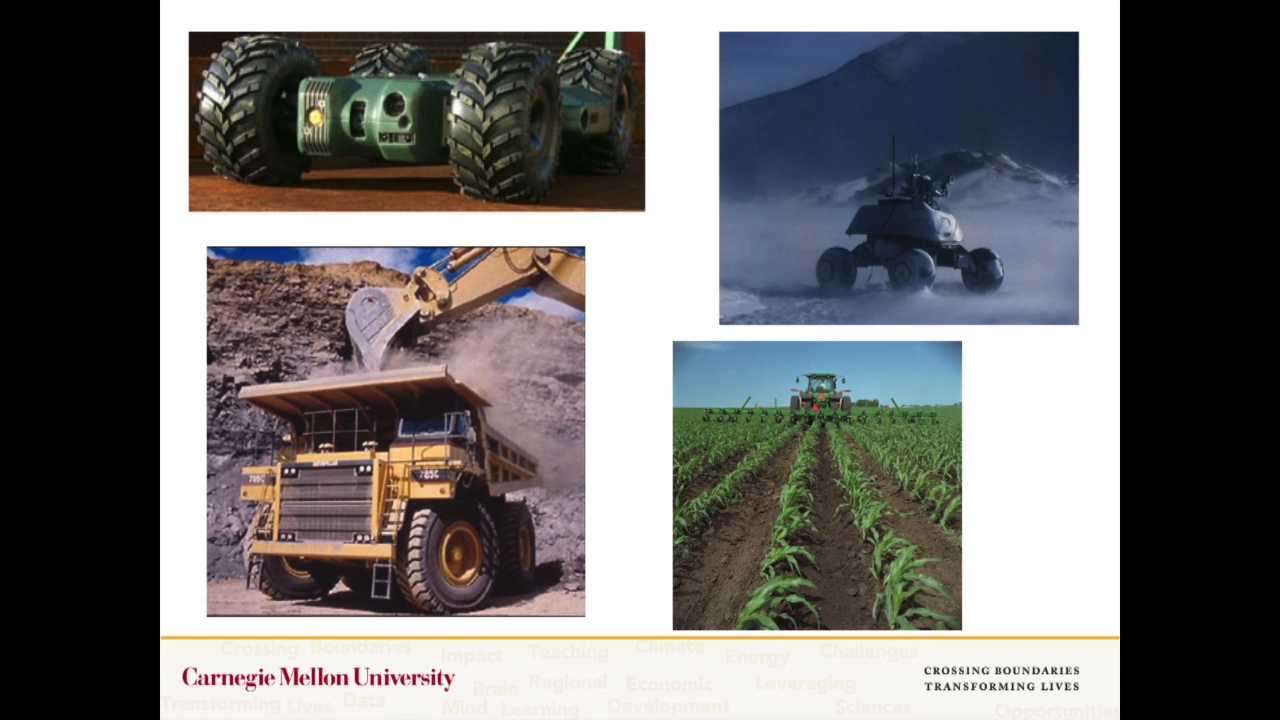 785C
785C
Crossing Boundaries
Impact
Teaching
Climate
Energy
Challenges
Carnegie Mellon University
Brain
Regional
Economic
Leveraging
CROSSING BOUNDARIES
TRANSFORMING LIVES
Transforming Lives
Data
Mind
Learning
Development
Sciences
Opportunities